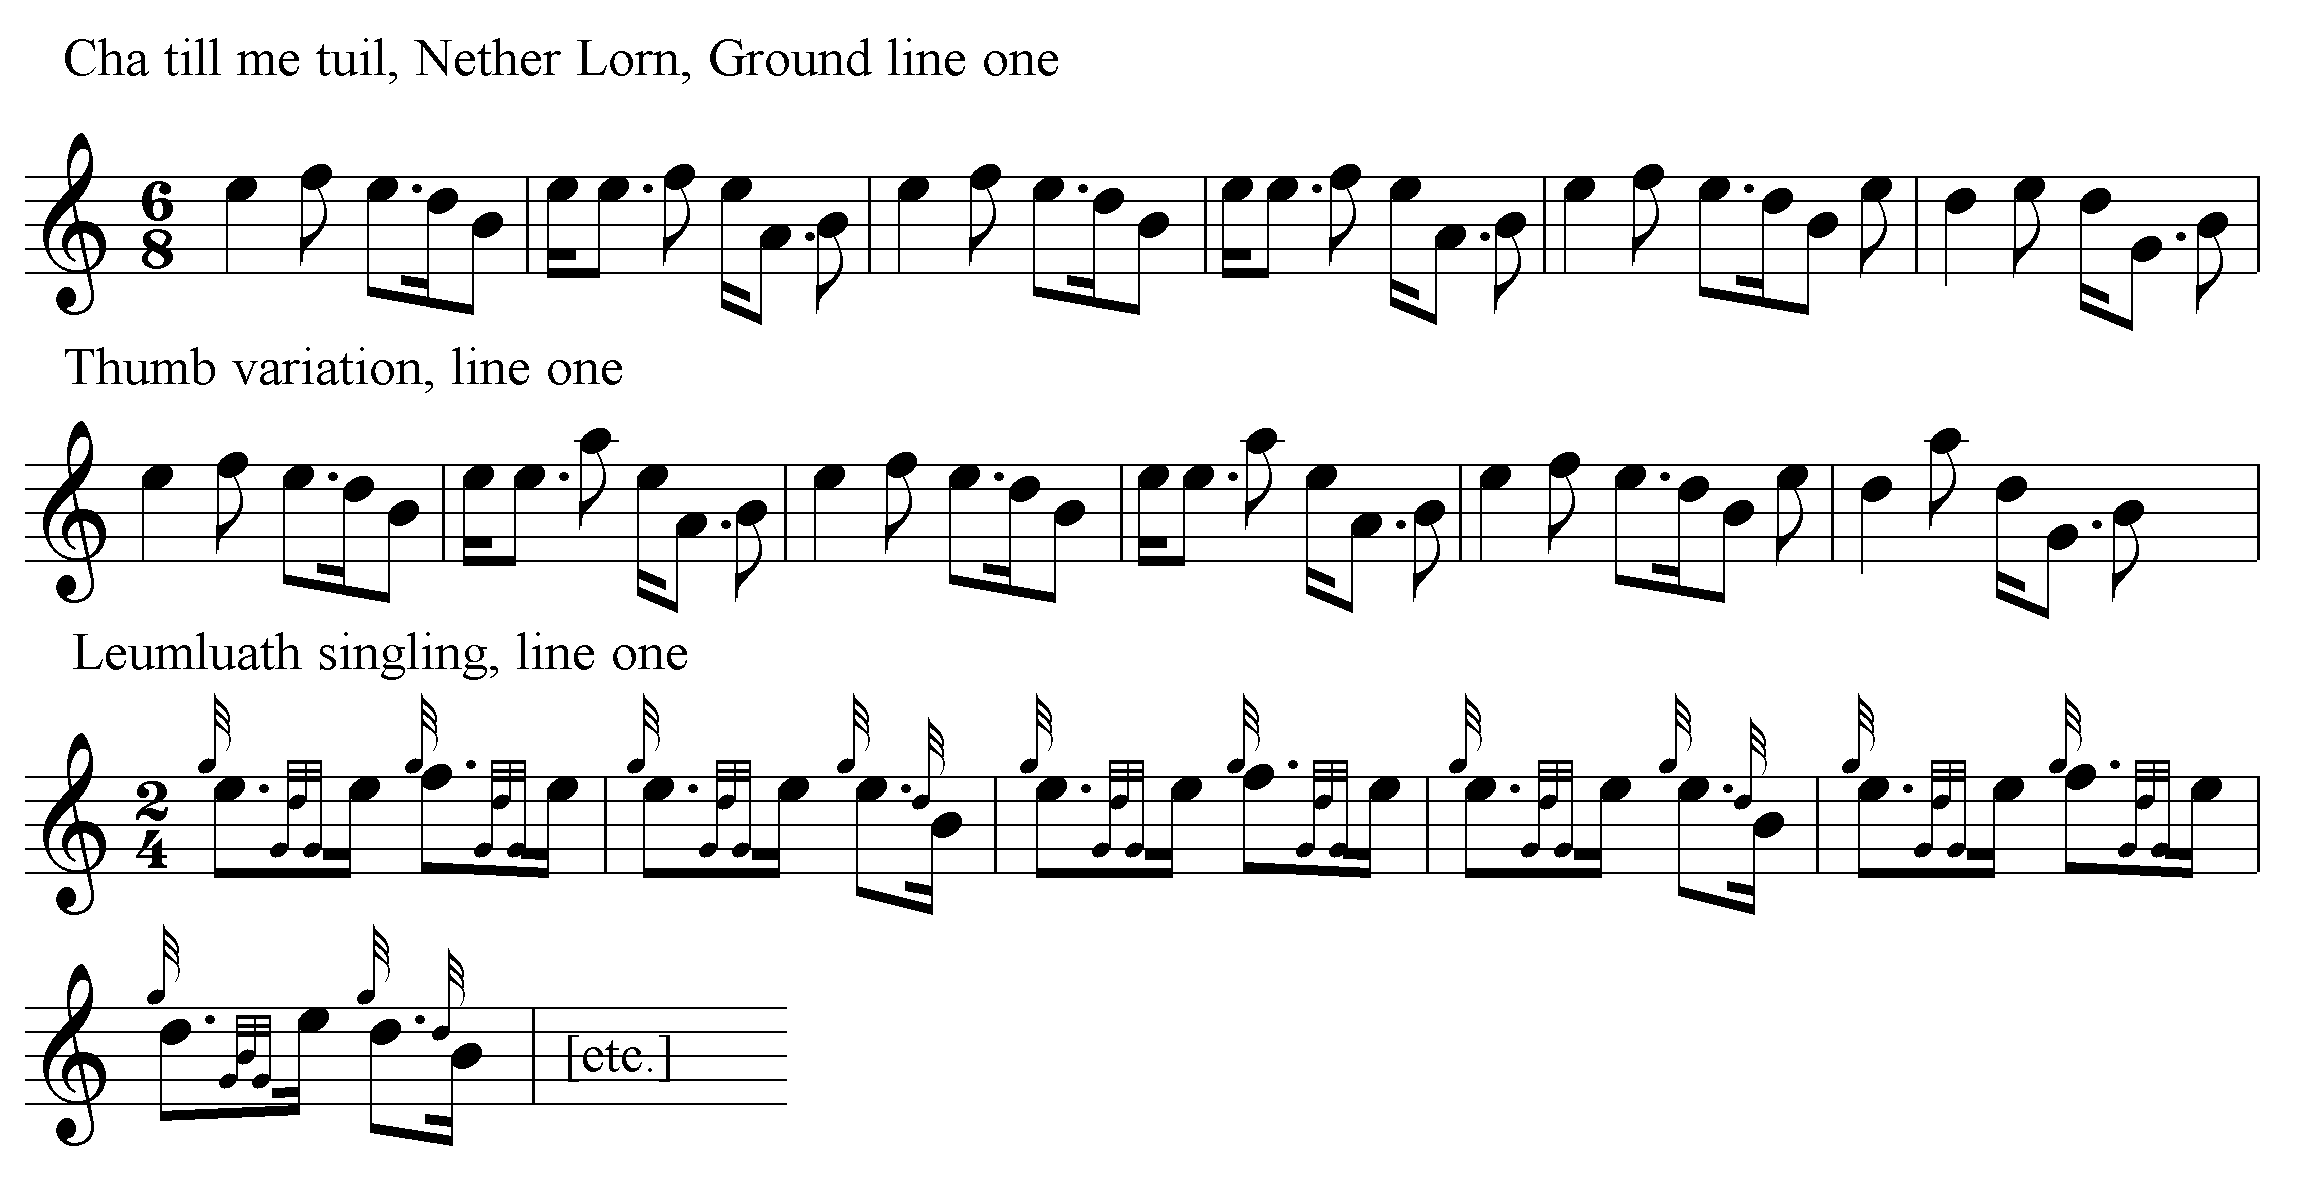 Cha till me tuil, Nether Lorn, Ground line one
6
8
Thumb variation, line one
Leumluath singling, line one
2
4
[etc.]